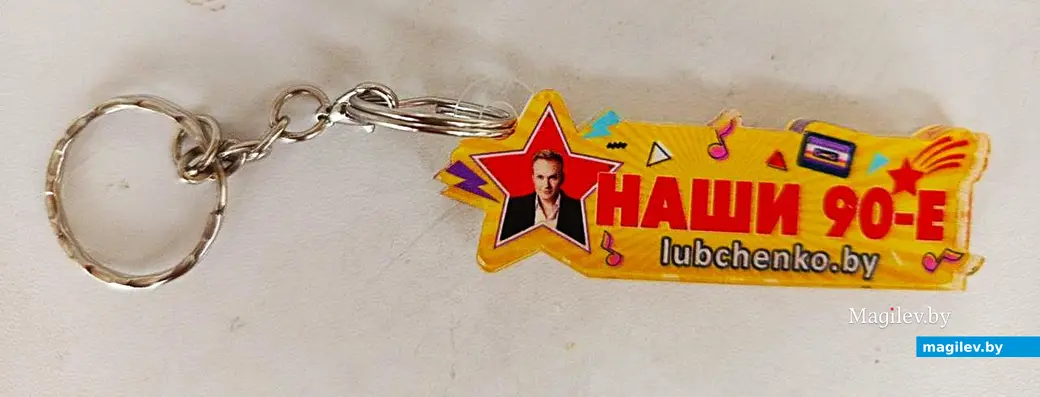 НАШИ 90-Е
lubchenko.by
Magilev.by
magilev.by